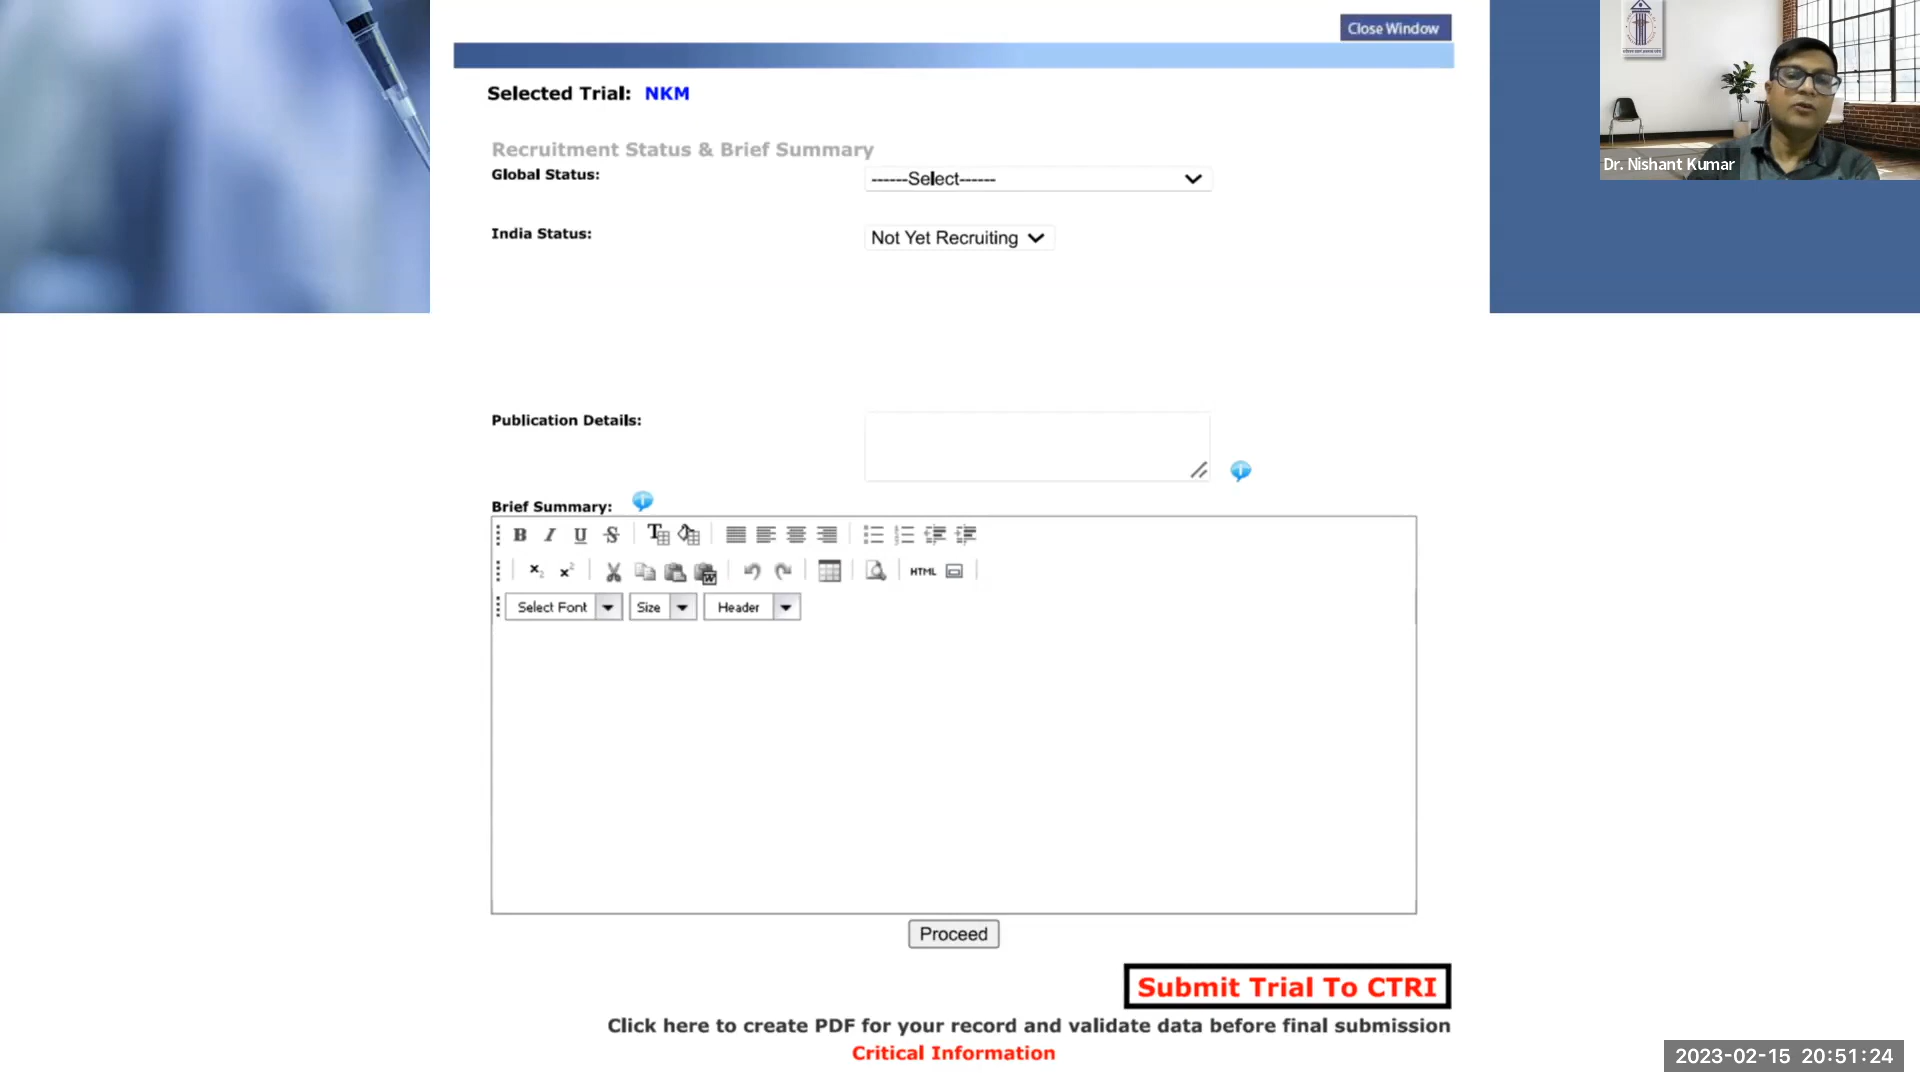 Close Window
Selected Trial: NKM
Dr. Nishant Kumar
Recruitment Status & Brief Summary
Global Status:
------Select------
India Status:
Not Yet Recruiting
Publication Details:
Brief Summary:
B I U S T
x2 x2 W HTML
Select Font Size Header
Proceed
Submit Trial To CTRI
Click here to create PDF for your record and validate data before final submission
Critical Information
2023-02-15 20:51:24